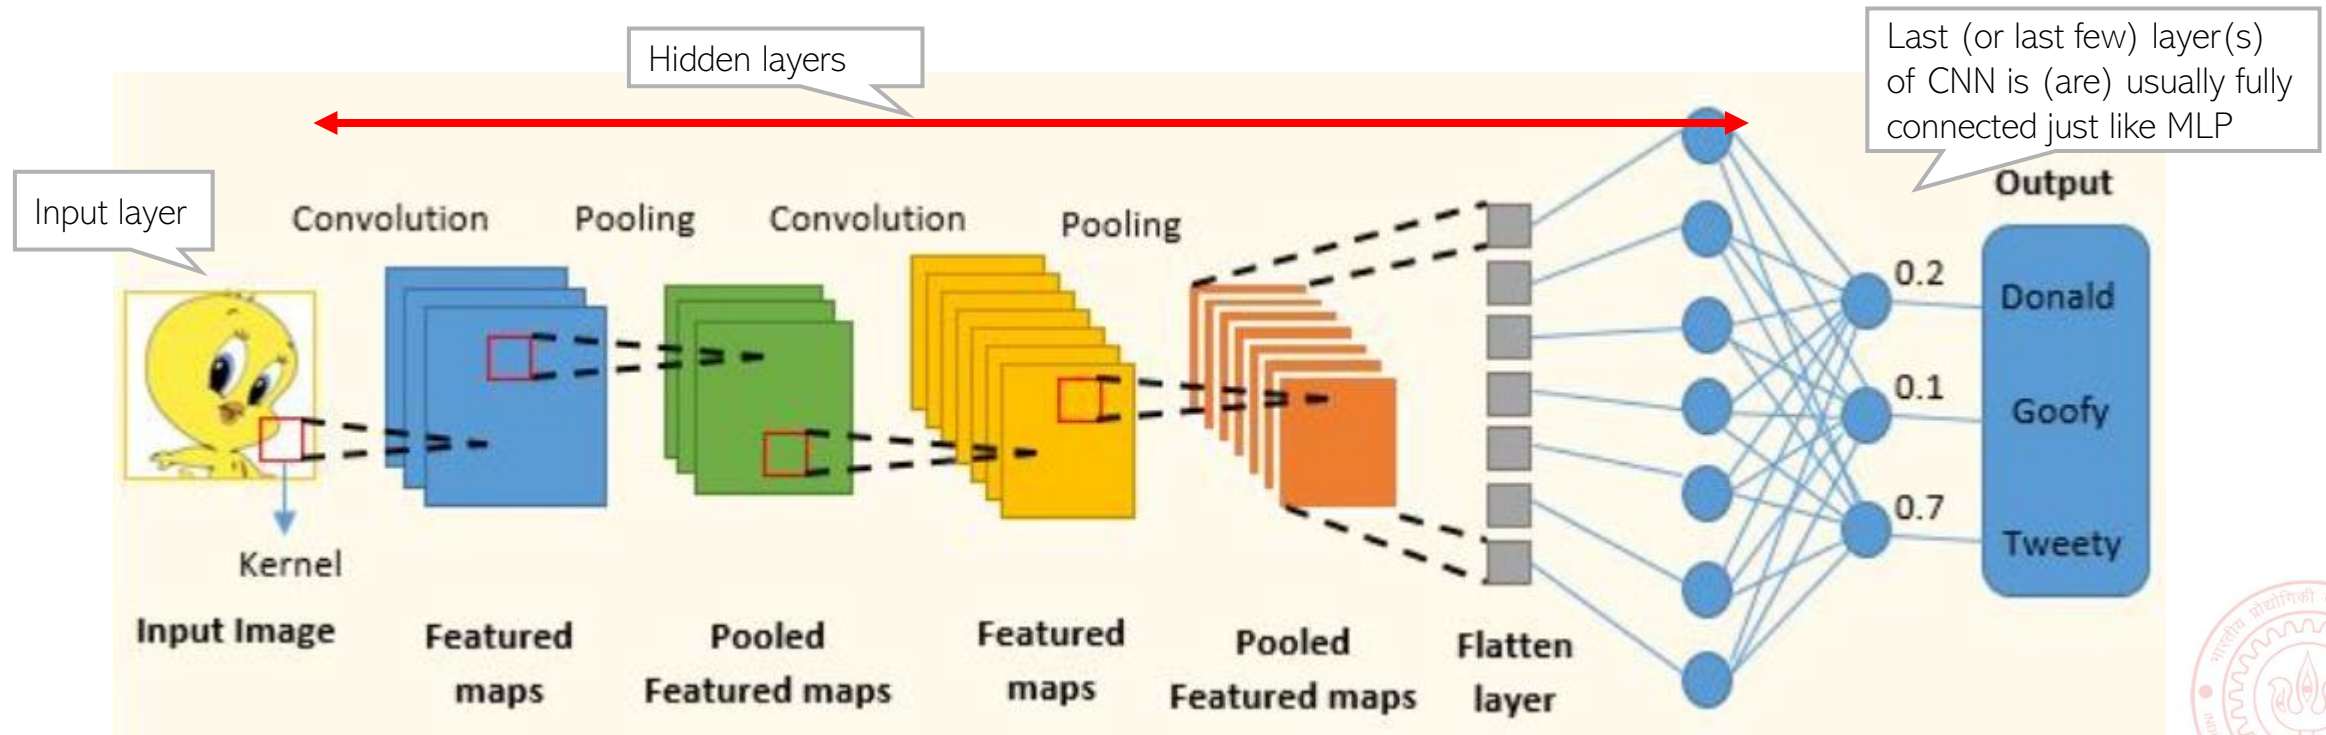 Hidden layers
Last (or last few) layer(s)
of CNN is (are) usually fully
connected just like MLP
Input layer
Convolution
Pooling
Convolution
Pooling
Output
0.2
Donald
0.1
Goofy
0.7
Tweety
Kernel
Input Image
Featured
maps
Pooled
Featured maps
Featured
maps
Pooled
Featured maps
Flatten
layer